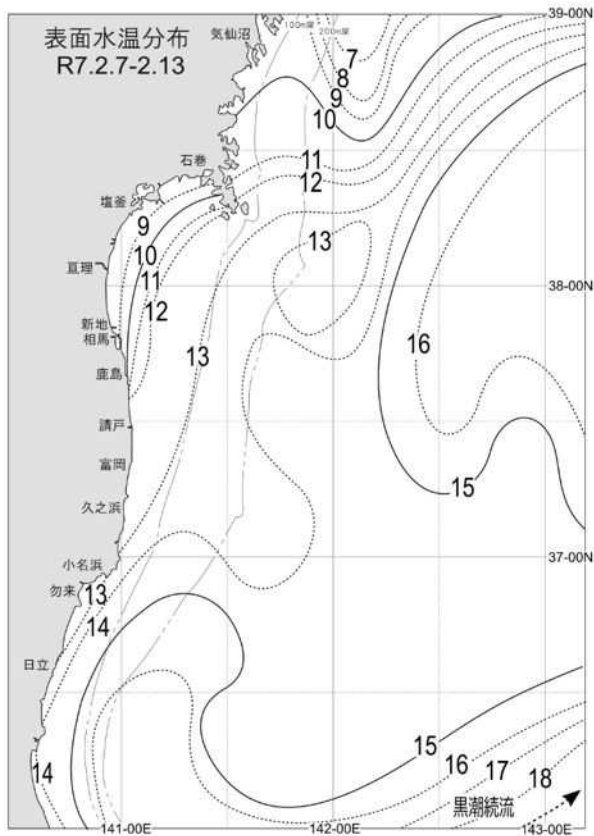 39-00N
表面水温分布
R7.2.7-2.13
気仙沼
100m深
200m深
7
8
9
10
11
12
石巻
塩釜
9
10
11
12
13
亘理
38-00N
新地
相馬
13
16
鹿島
請戸
15
富岡
久之浜
37-00N
小名浜
勿来
13
14
日立
15
16
17
18
14
黒潮続流
141-00E
142-00E
143-00E